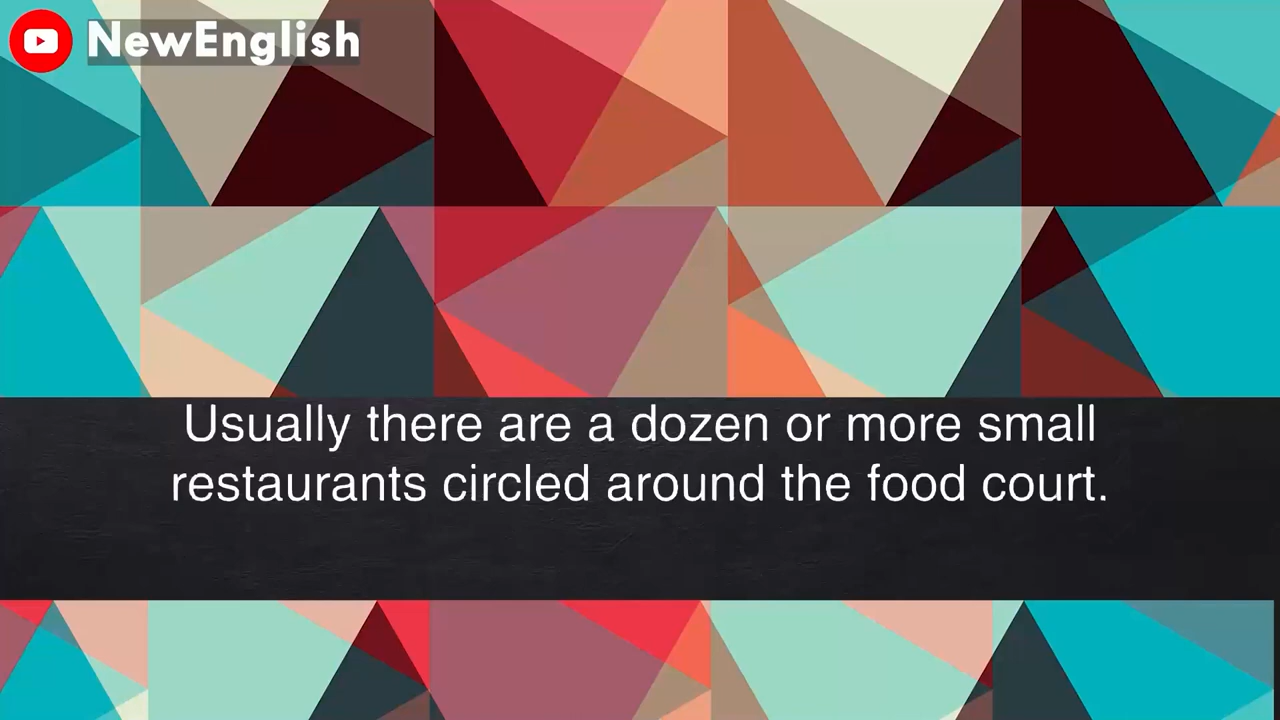 NewEnglish
Usually there are a dozen or more small
restaurants circled around the food court.